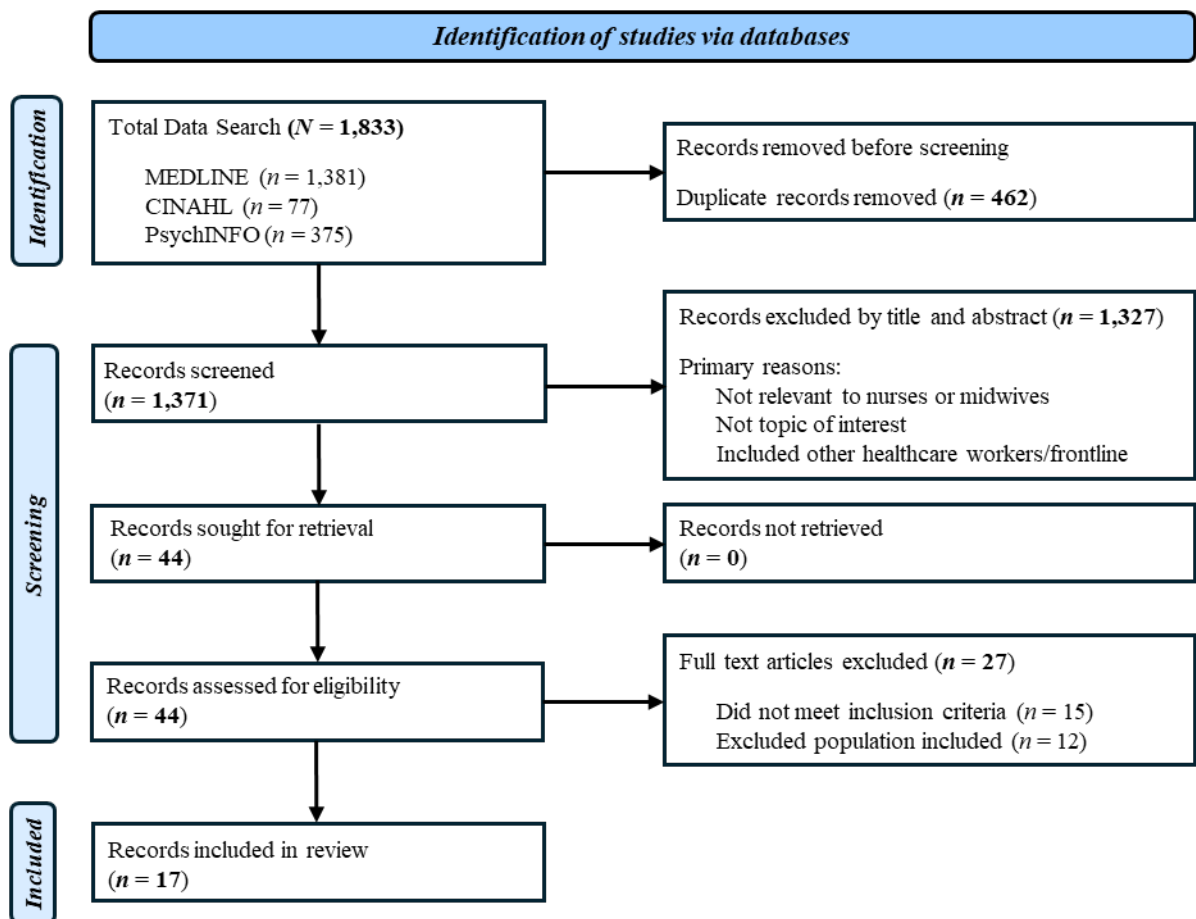 Identification of studies via databases
Identification
Total Data Search (N = 1,833)
MEDLINE (n = 1,381)
CINAHL (n = 77)
PsychINFO (n = 375)
Records removed before screening
Duplicate records removed (n = 462)
Screening
Records screened
(n = 1,371)
Records excluded by title and abstract (n = 1,327)
Primary reasons:
Not relevant to nurses or midwives
Not topic of interest
Included other healthcare workers/frontline
Records sought for retrieval
(n = 44)
Records not retrieved
(n = 0)
Records assessed for eligibility
(n = 44)
Full text articles excluded (n = 27)
Did not meet inclusion criteria (n = 15)
Excluded population included (n = 12)
Included
Records included in review
(n = 17)